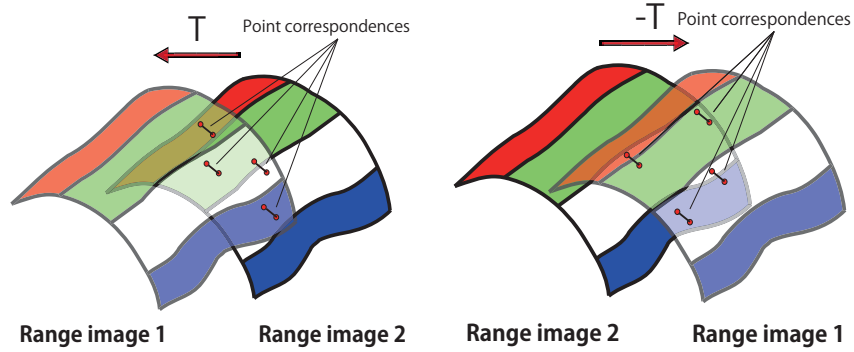 T
Point correspondences
-T
Point correspondences
Range image 1
Range image 2
Range image 2
Range image 1